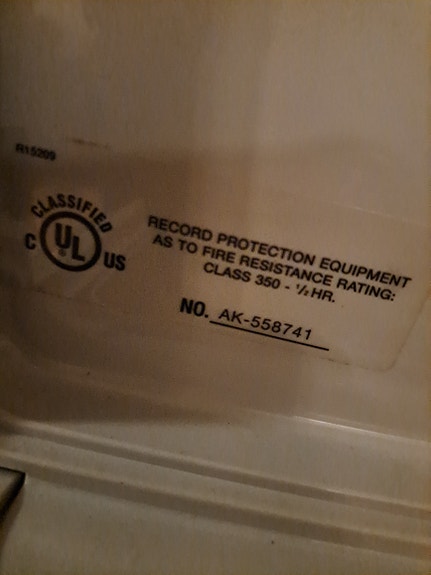 R15209
CLASSIFIED
C UL® US
RECORD PROTECTION EQUIPMENT
AS TO FIRE RESISTANCE RATING:
CLASS 350 - ½ HR.
NO. AK-558741